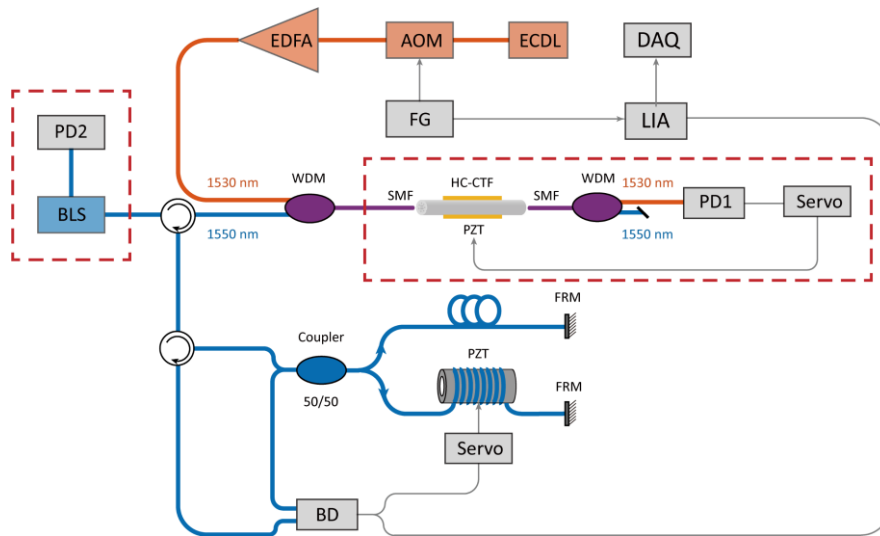 EDFA
AOM
ECDL
DAQ
PD2
FG
LIA
BLS
1530 nm
1550 nm
WDM
SMF
HC-CTF
PZT
SMF
WDM
1530 nm
1550 nm
PD1
Servo
Coupler
50/50
FRM
PZT
FRM
Servo
BD